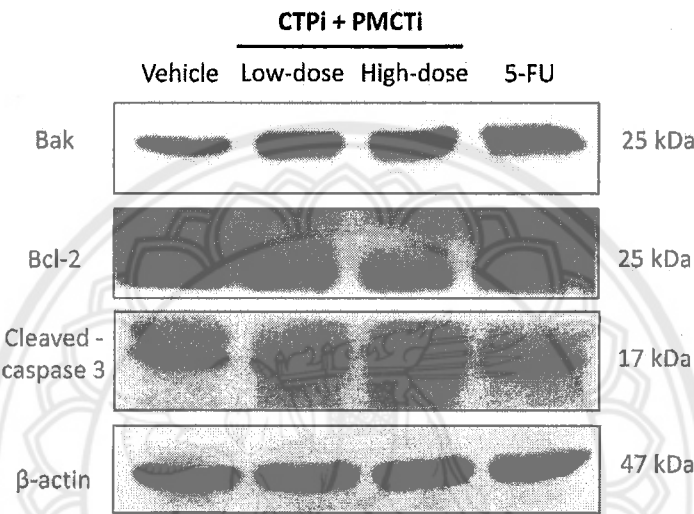 CTPi + PMCTi
Vehicle Low-dose High-dose 5-FU
Bak 25 kDa
Bcl-2 25 kDa
Cleaved -
caspase 3 17 kDa
β-actin 47 kDa